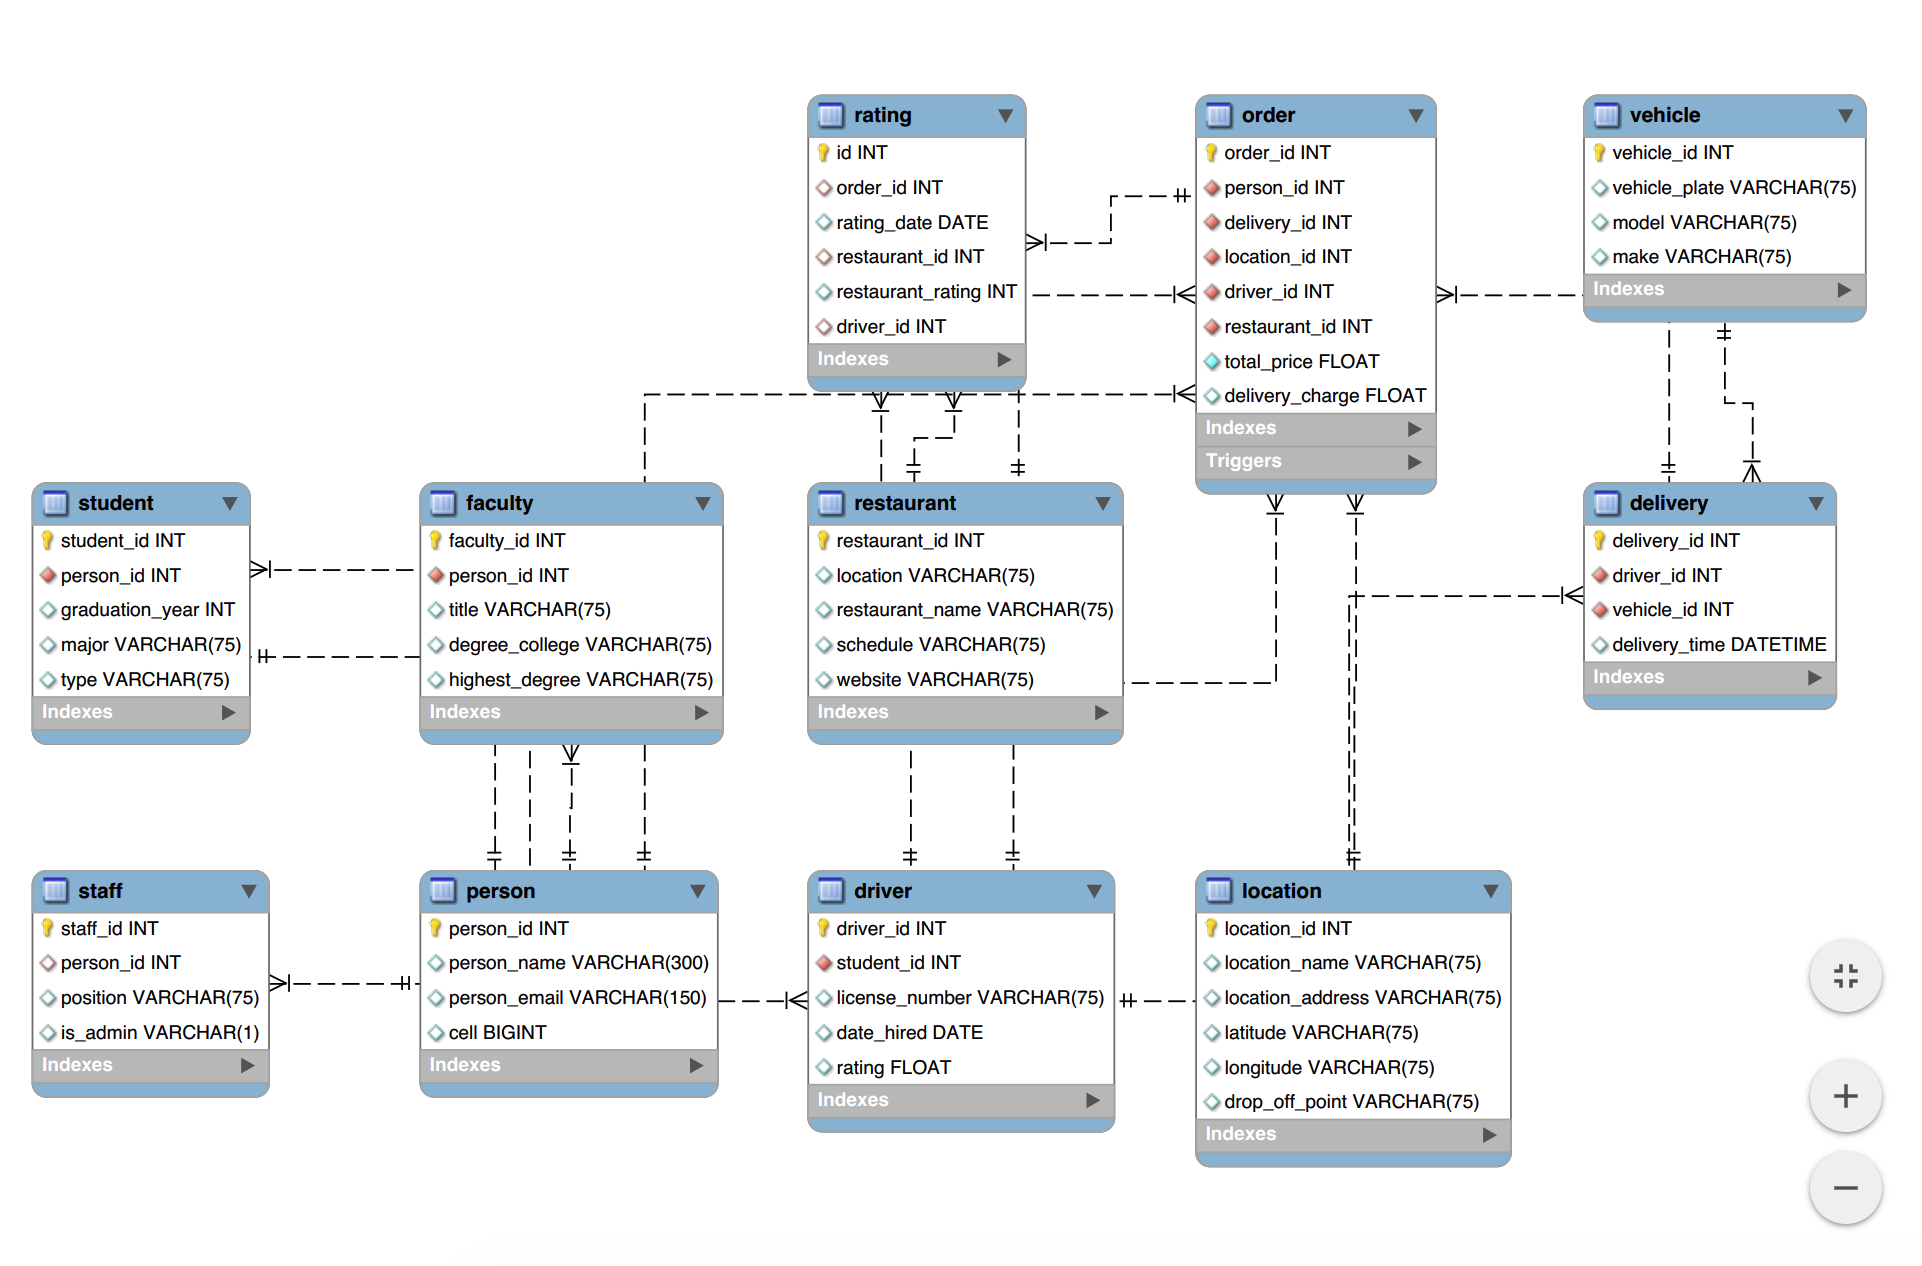 rating
id INT
order_id INT
rating_date DATE
restaurant_id INT
restaurant_rating INT
driver_id INT
Indexes
order
order_id INT
person_id INT
delivery_id INT
location_id INT
driver_id INT
restaurant_id INT
total_price FLOAT
delivery_charge FLOAT
Indexes
Triggers
vehicle
vehicle_id INT
vehicle_plate VARCHAR(75)
model VARCHAR(75)
make VARCHAR(75)
Indexes
student
student_id INT
person_id INT
graduation_year INT
major VARCHAR(75)
type VARCHAR(75)
Indexes
faculty
faculty_id INT
person_id INT
title VARCHAR(75)
degree_college VARCHAR(75)
highest_degree VARCHAR(75)
Indexes
restaurant
restaurant_id INT
location VARCHAR(75)
restaurant_name VARCHAR(75)
schedule VARCHAR(75)
website VARCHAR(75)
Indexes
delivery
delivery_id INT
driver_id INT
vehicle_id INT
delivery_time DATETIME
Indexes
staff
staff_id INT
person_id INT
position VARCHAR(75)
is_admin VARCHAR(1)
Indexes
person
person_id INT
person_name VARCHAR(300)
person_email VARCHAR(150)
cell BIGINT
Indexes
driver
driver_id INT
student_id INT
license_number VARCHAR(75)
date_hired DATE
rating FLOAT
Indexes
location
location_id INT
location_name VARCHAR(75)
location_address VARCHAR(75)
latitude VARCHAR(75)
longitude VARCHAR(75)
drop_off_point VARCHAR(75)
Indexes